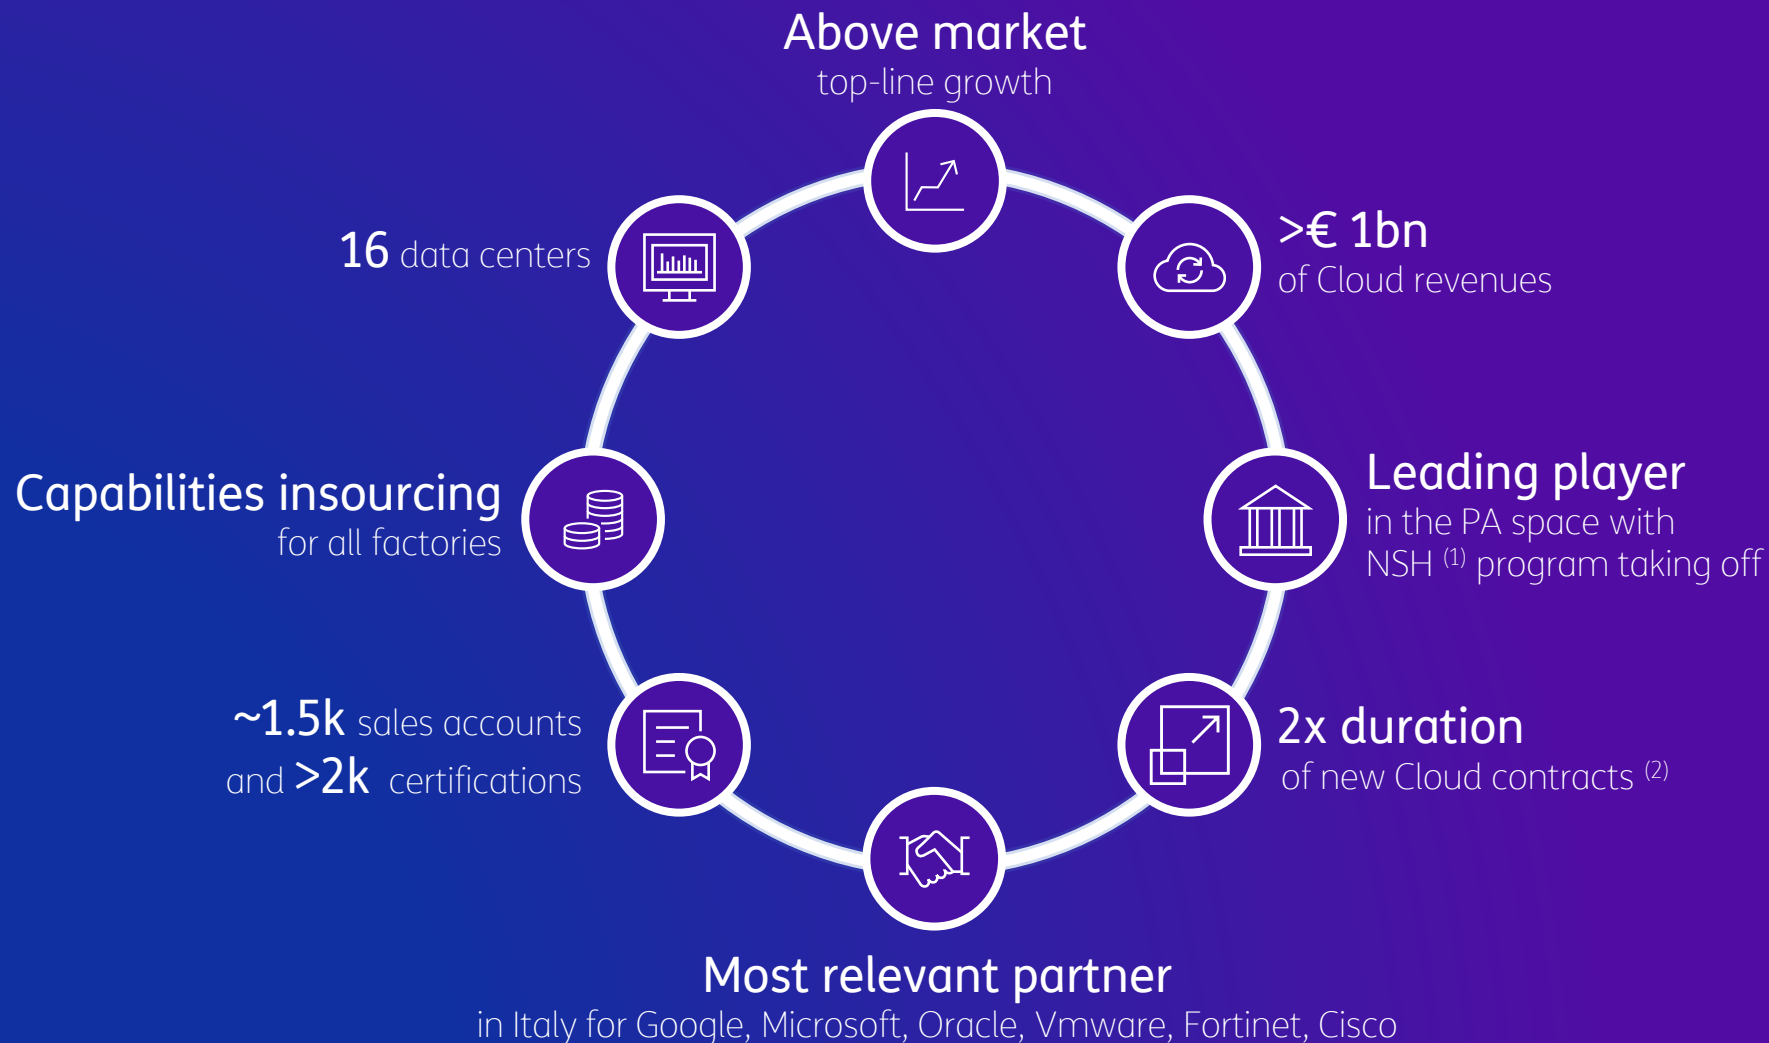 Above market
top-line growth
>€ 1bn
of Cloud revenues
Leading player
in the PA space with
NSH (1) program taking off
2x duration
of new Cloud contracts (2)
Most relevant partner
in Italy for Google, Microsoft, Oracle, Vmware, Fortinet, Cisco
~1.5k sales accounts
and >2k certifications
Capabilities insourcing
for all factories
16 data centers